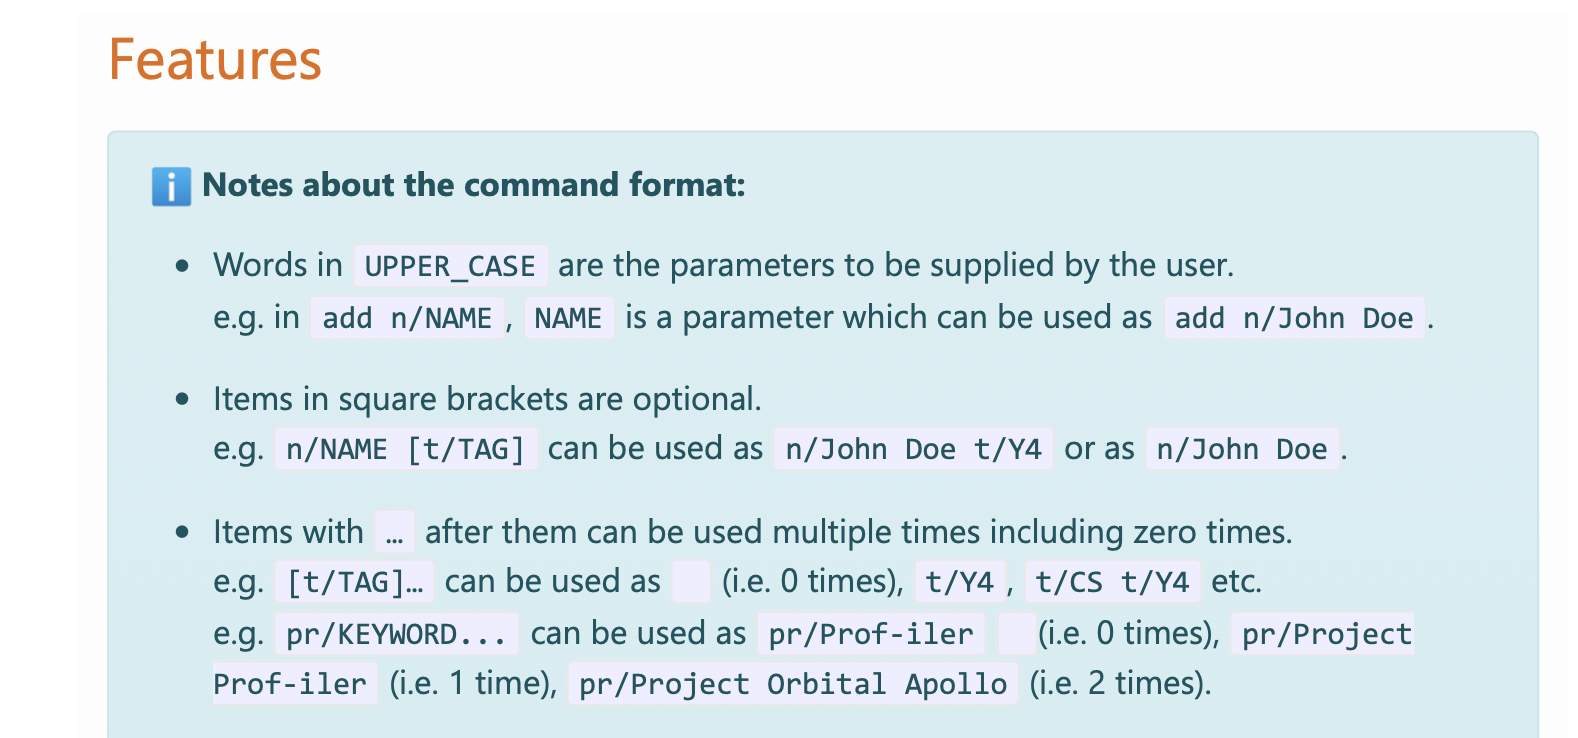 Features
Notes about the command format:
• Words in UPPER_CASE are the parameters to be supplied by the user.
e.g. in add n/NAME , NAME is a parameter which can be used as add n/John Doe .
• Items in square brackets are optional.
e.g. n/NAME [t/TAG] can be used as n/John Doe t/Y4 or as n/John Doe .
• Items with … after them can be used multiple times including zero times.
e.g. [t/TAG]… can be used as (i.e. 0 times), t/Y4 , t/CS t/Y4 etc.
e.g. pr/KEYWORD... can be used as pr/Prof-iler (i.e. 0 times), pr/Project
Prof-iler (i.e. 1 time), pr/Project Orbital Apollo (i.e. 2 times).